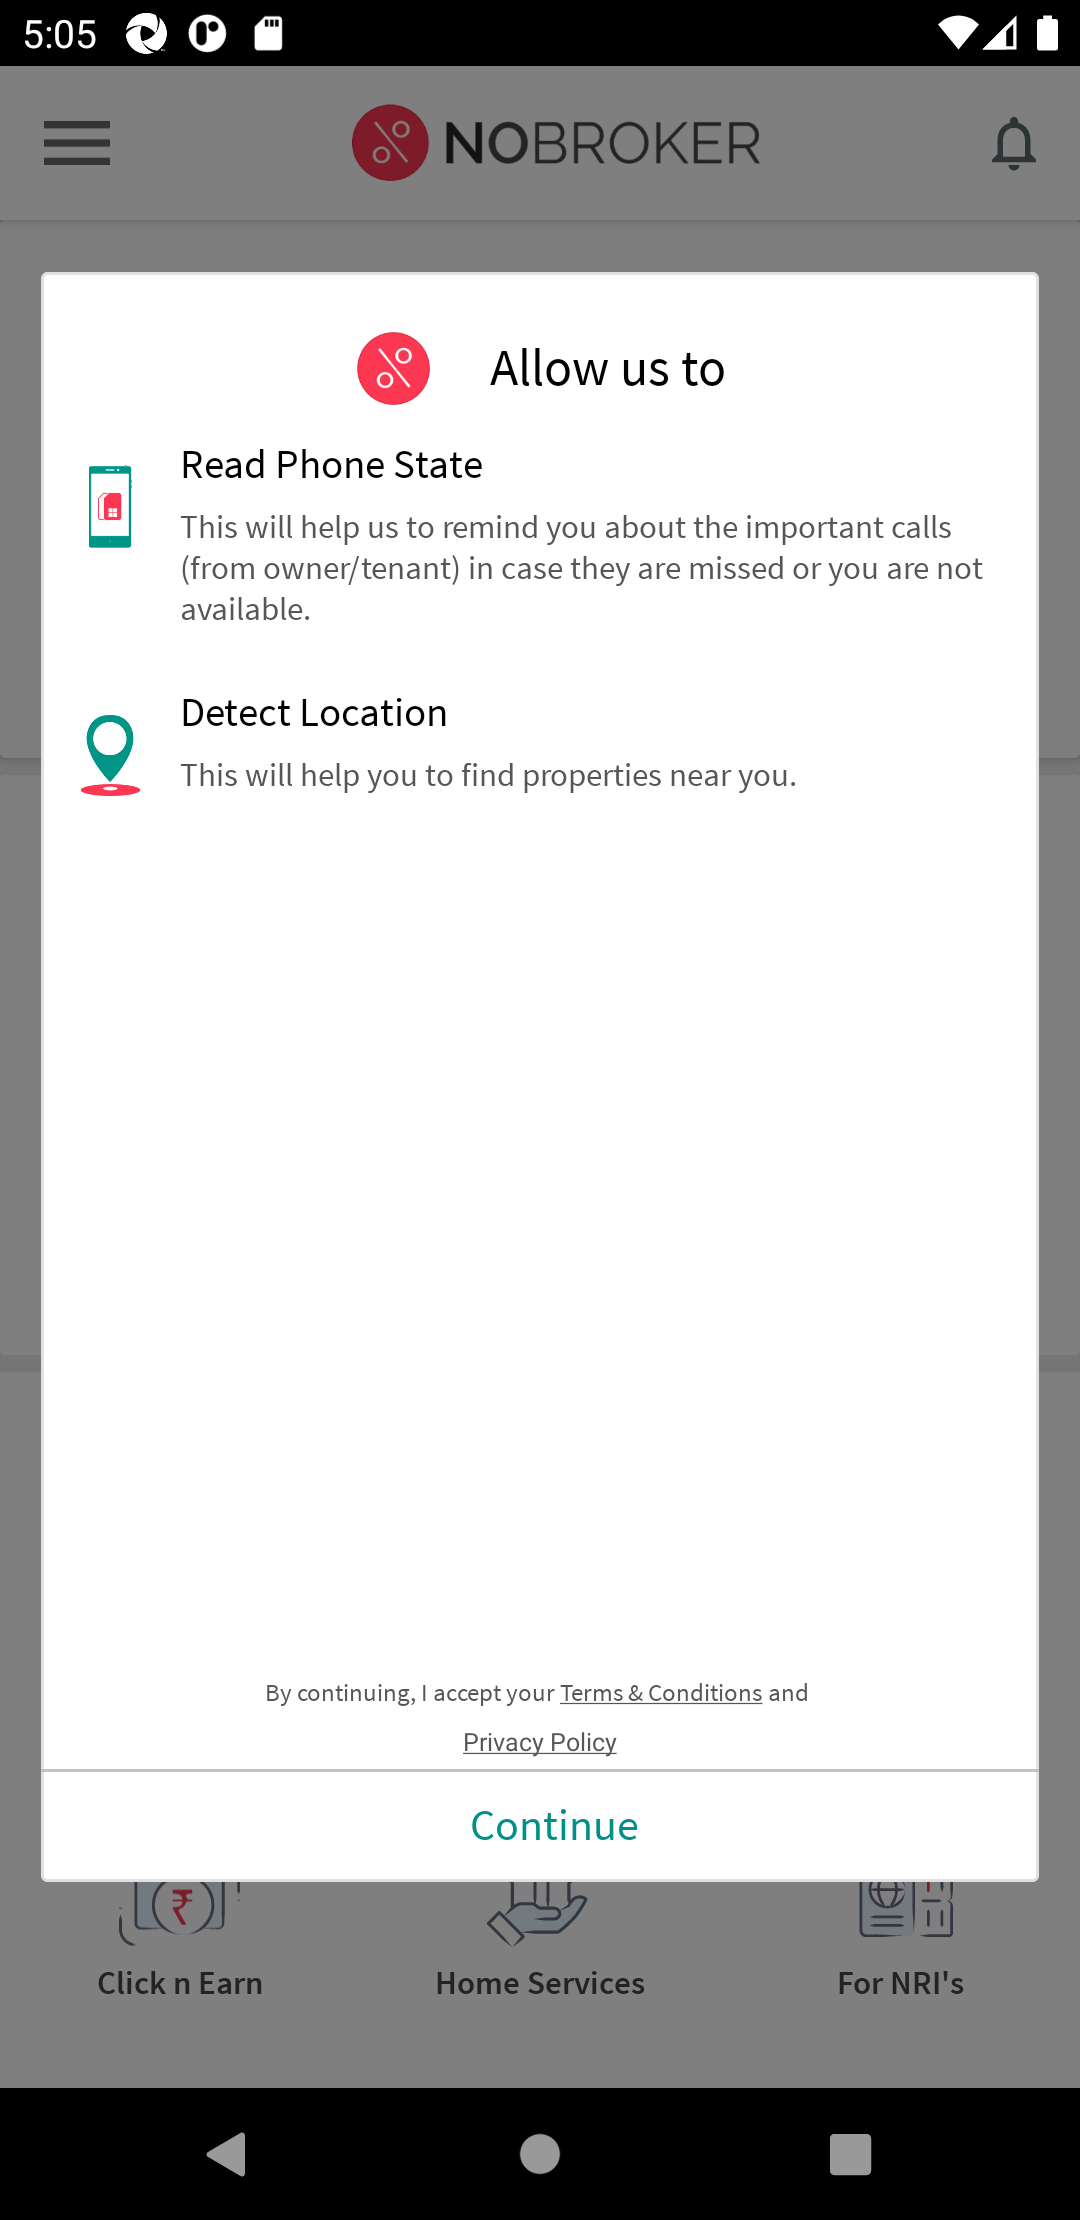 5:05
NOBROKER
Allow us to
Read Phone State
This will help us to remind you about the important calls
(from owner/tenant) in case they are missed or you are not
available.
Detect Location
This will help you to find properties near you.
By continuing, I accept your Terms & Conditions and
Privacy Policy
Continue
Click n Earn
Home Services
For NRI's